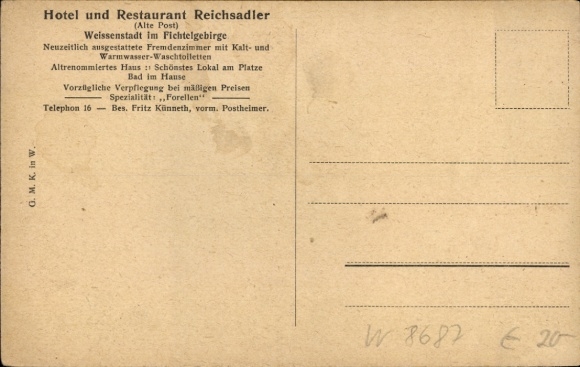 Hotel und Restaurant Reichsadler
(Alte Post)
Weissenstadt im Fichtelgebirge
Neuzeitlich ausgestattete Fremdenzimmer mit Kalt- und
Warmwasser-Waschtoiletten
Altrenommiertes Haus :: Schönstes Lokal am Platze
Bad im Hause
Vorzügliche Verpflegung bei mäßigen Preisen
Spezialität: „Forellen“
Telephon 16 — Bes. Fritz Künneth, vorm. Postheimer.
G. M. K. in W.
W 8687 € 20-